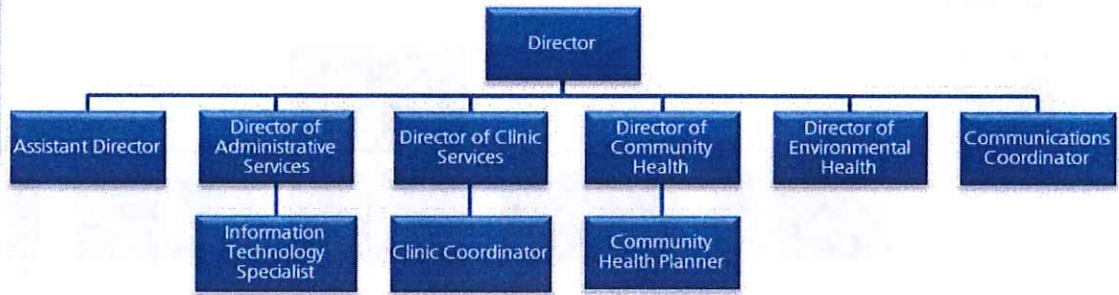 Director
Assistant Director
Director of
Administrative
Services
Director of Clinic
Services
Director of
Community
Health
Director of
Environmental
Health
Communications
Coordinator
Information
Technology
Specialist
Clinic Coordinator
Community
Health Planner